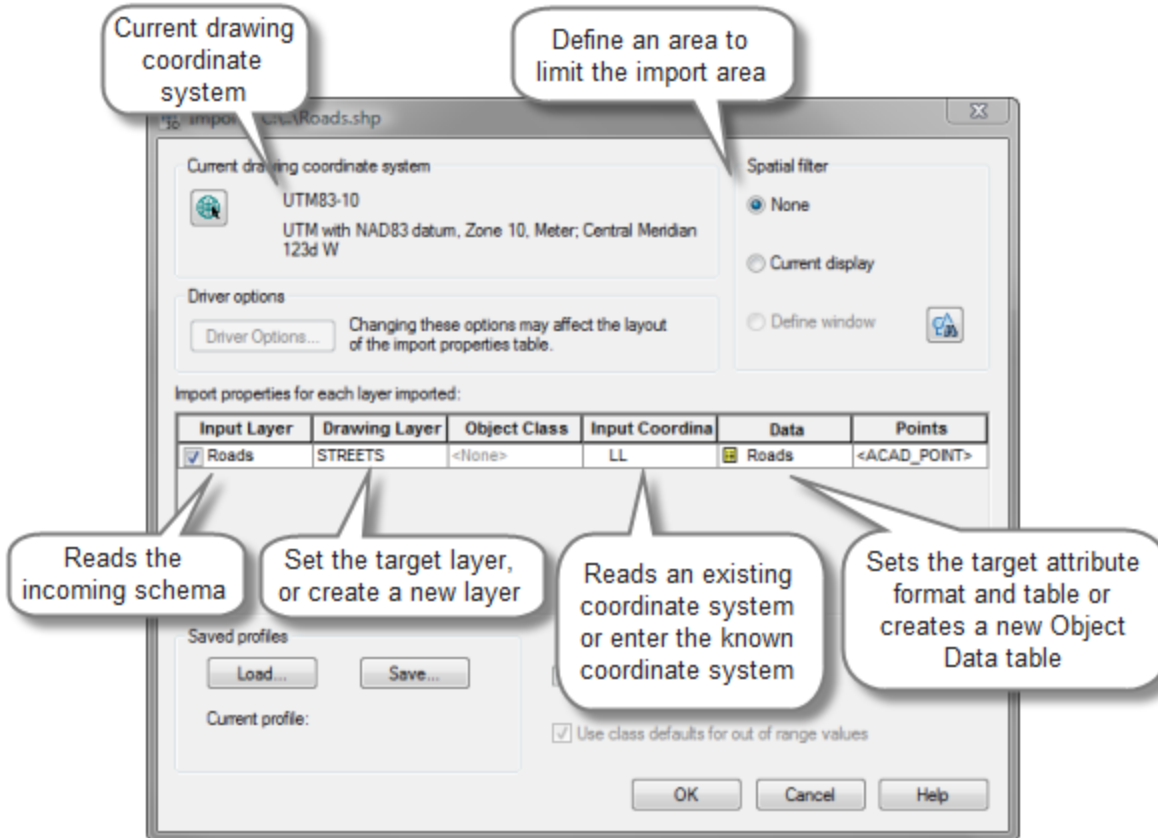 Current drawing
coordinate
system
Define an area to
limit the import area
Import - C:\C\Roads.shp
Current drawing coordinate system
UTM83-10
UTM with NAD83 datum, Zone 10, Meter; Central Meridian
123d W
Spatial filter
None
Current display
Define window
Driver options
Driver Options...
Changing these options may affect the layout
of the import properties table.
Import properties for each layer imported:
Input Layer Drawing Layer Object Class Input Coordina Data Points
Roads STREETS <None> LL Roads <ACAD_POINT>
Reads the
incoming schema
Set the target layer,
or create a new layer
Reads an existing
coordinate system
or enter the known
coordinate system
Sets the target attribute
format and table or
creates a new Object
Data table
Saved profiles
Load...
Save...
Current profile:
Use class defaults for out of range values
OK
Cancel
Help